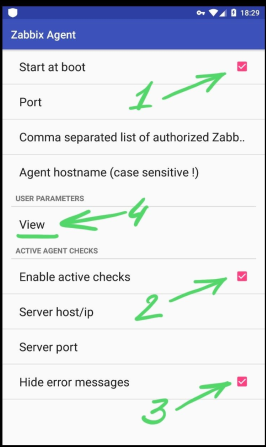 18:29
Zabbix Agent
Start at boot
1
Port
Comma separated list of authorized Zabb..
Agent hostname (case sensitive !)
USER PARAMETERS
View
4
ACTIVE AGENT CHECKS
Enable active checks
2
Server host/ip
Server port
Hide error messages
3